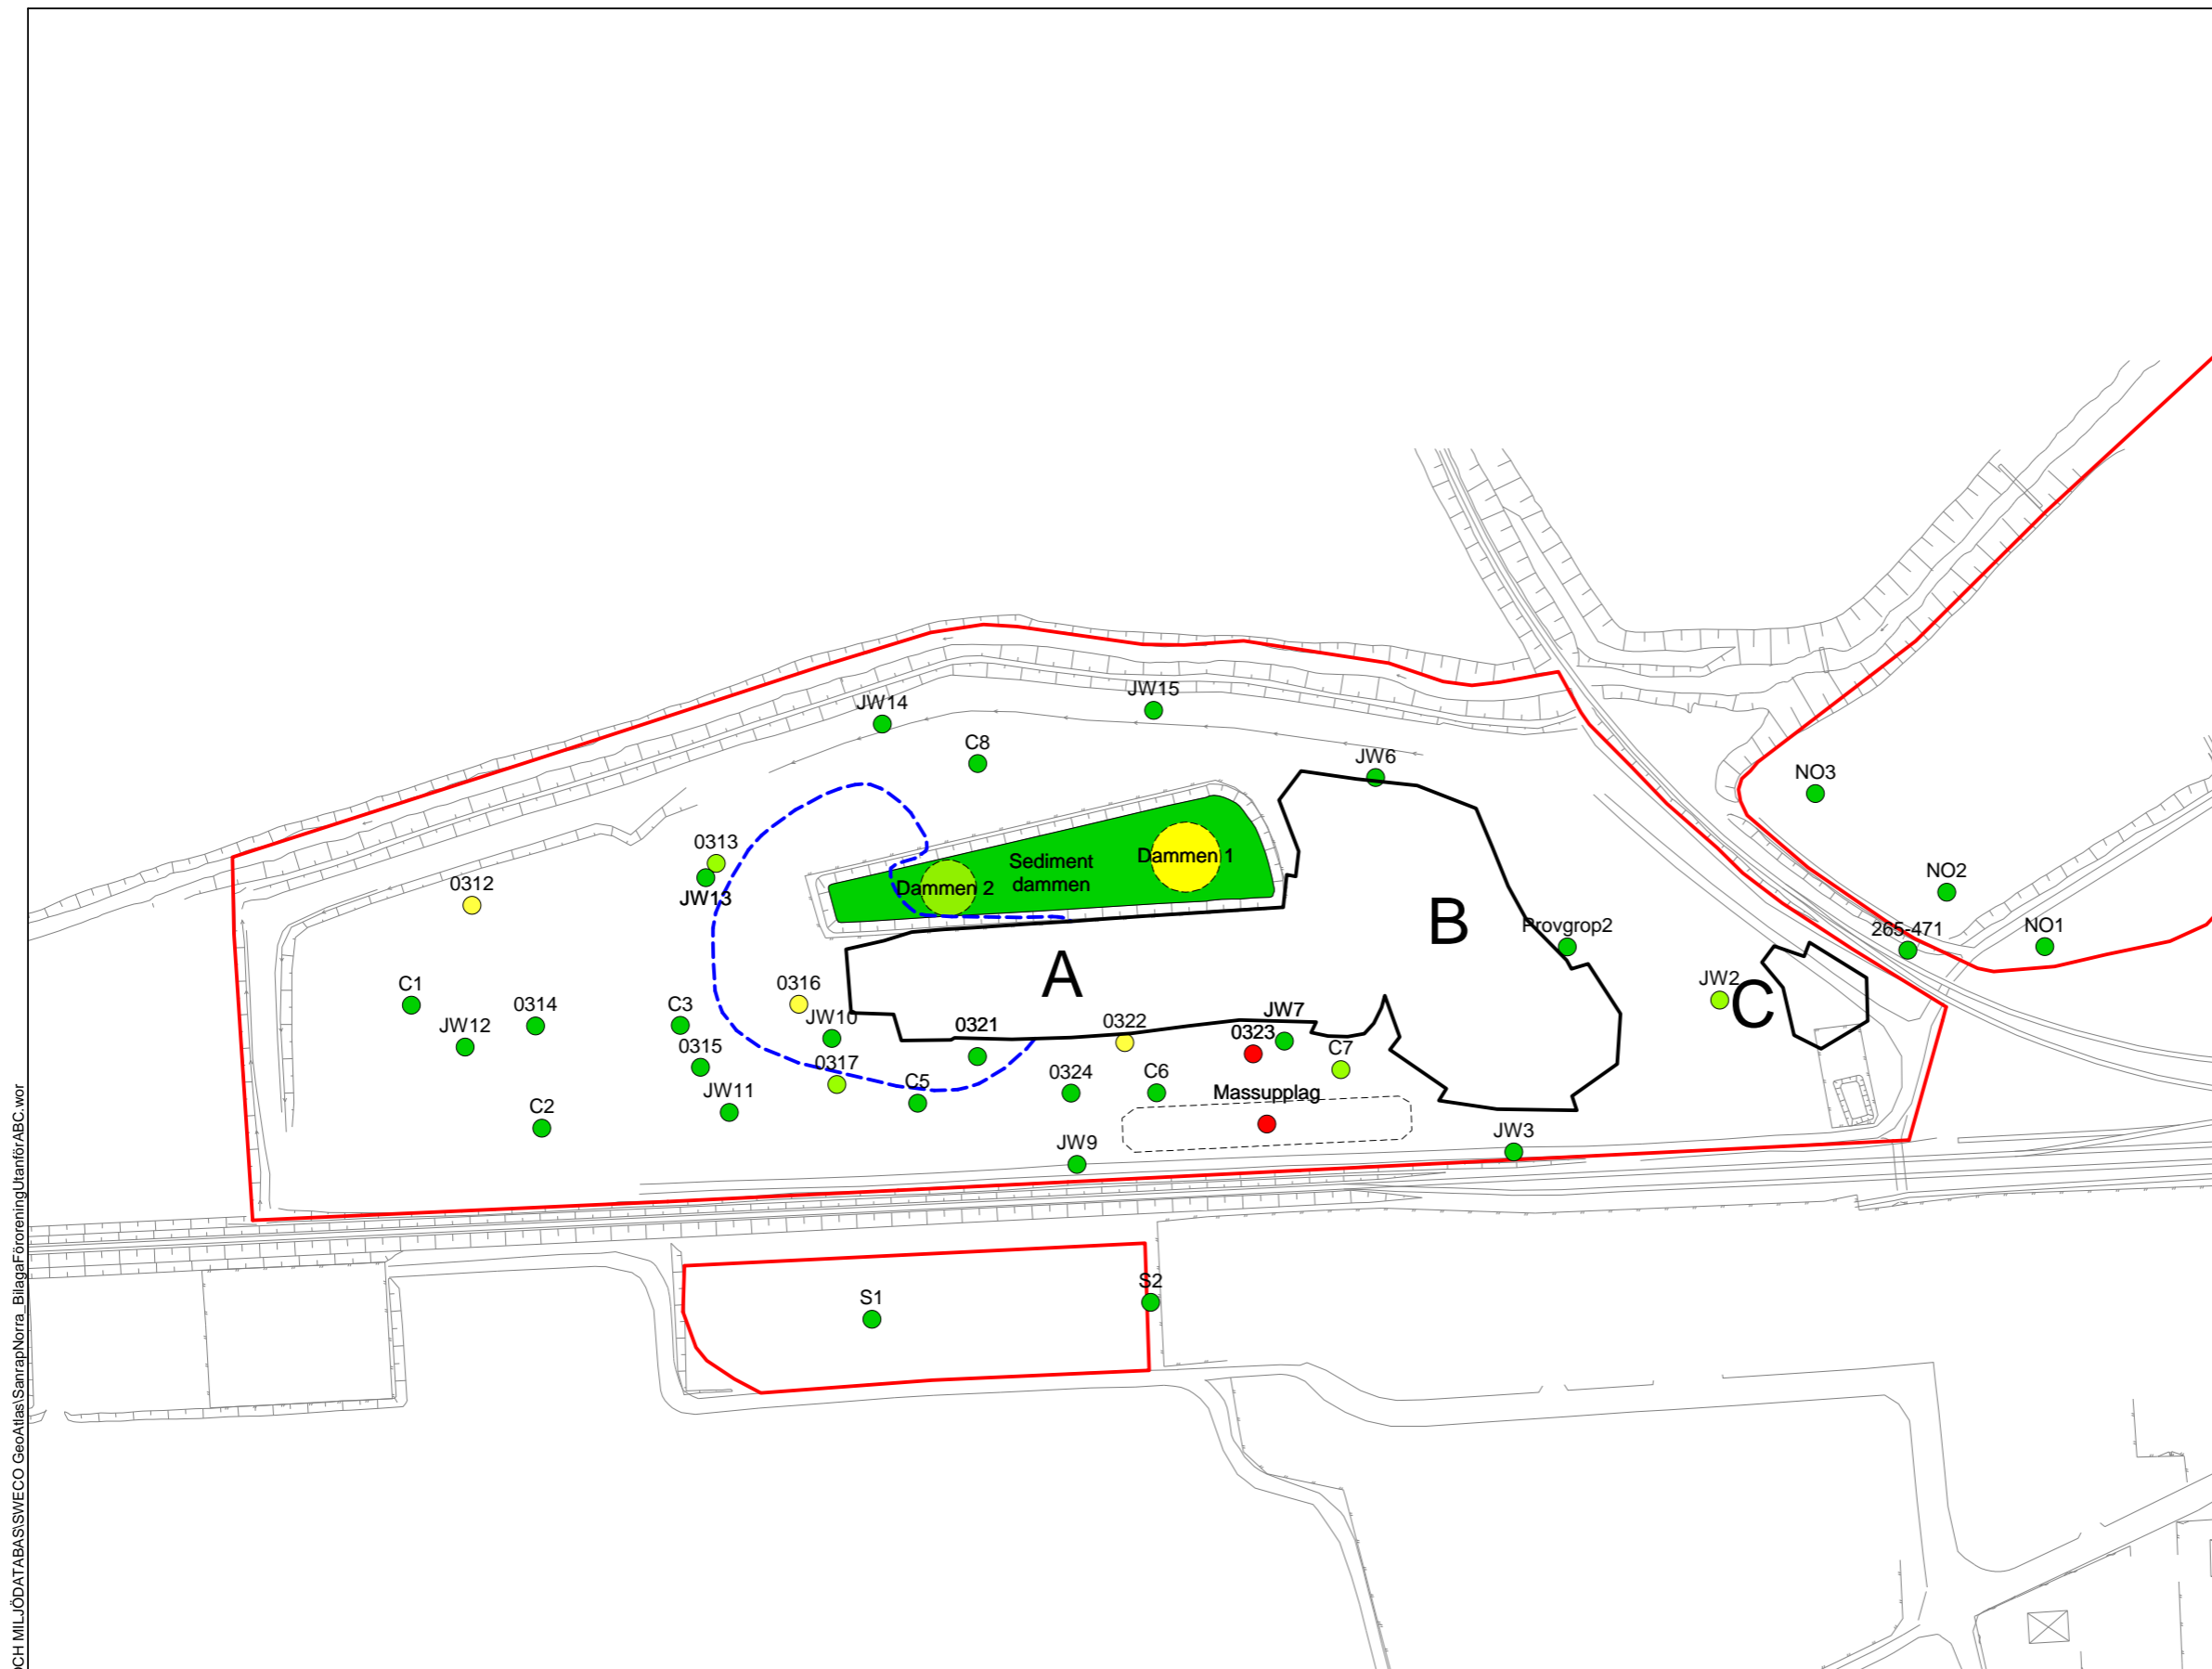 JW15
JW14
C8
JW6
NO3
0313
Sediment
dammen
Dammen 1
0312
JW13
Dammen 2
NO2
B
Provgrop2
265-471
NO1
A
C1
0316
JW2
C
0314
C3
JW10
0321
0322
JW7
JW12
0323
0315
C7
0317
C5
0324
C6
JW11
Massupplag
C2
JW9
JW3
S2
S1
OCH MILJÖDATABAS\SWECO GeoAtlas\SanrapNorra_BilagaFöroreningUtanförABC.wor